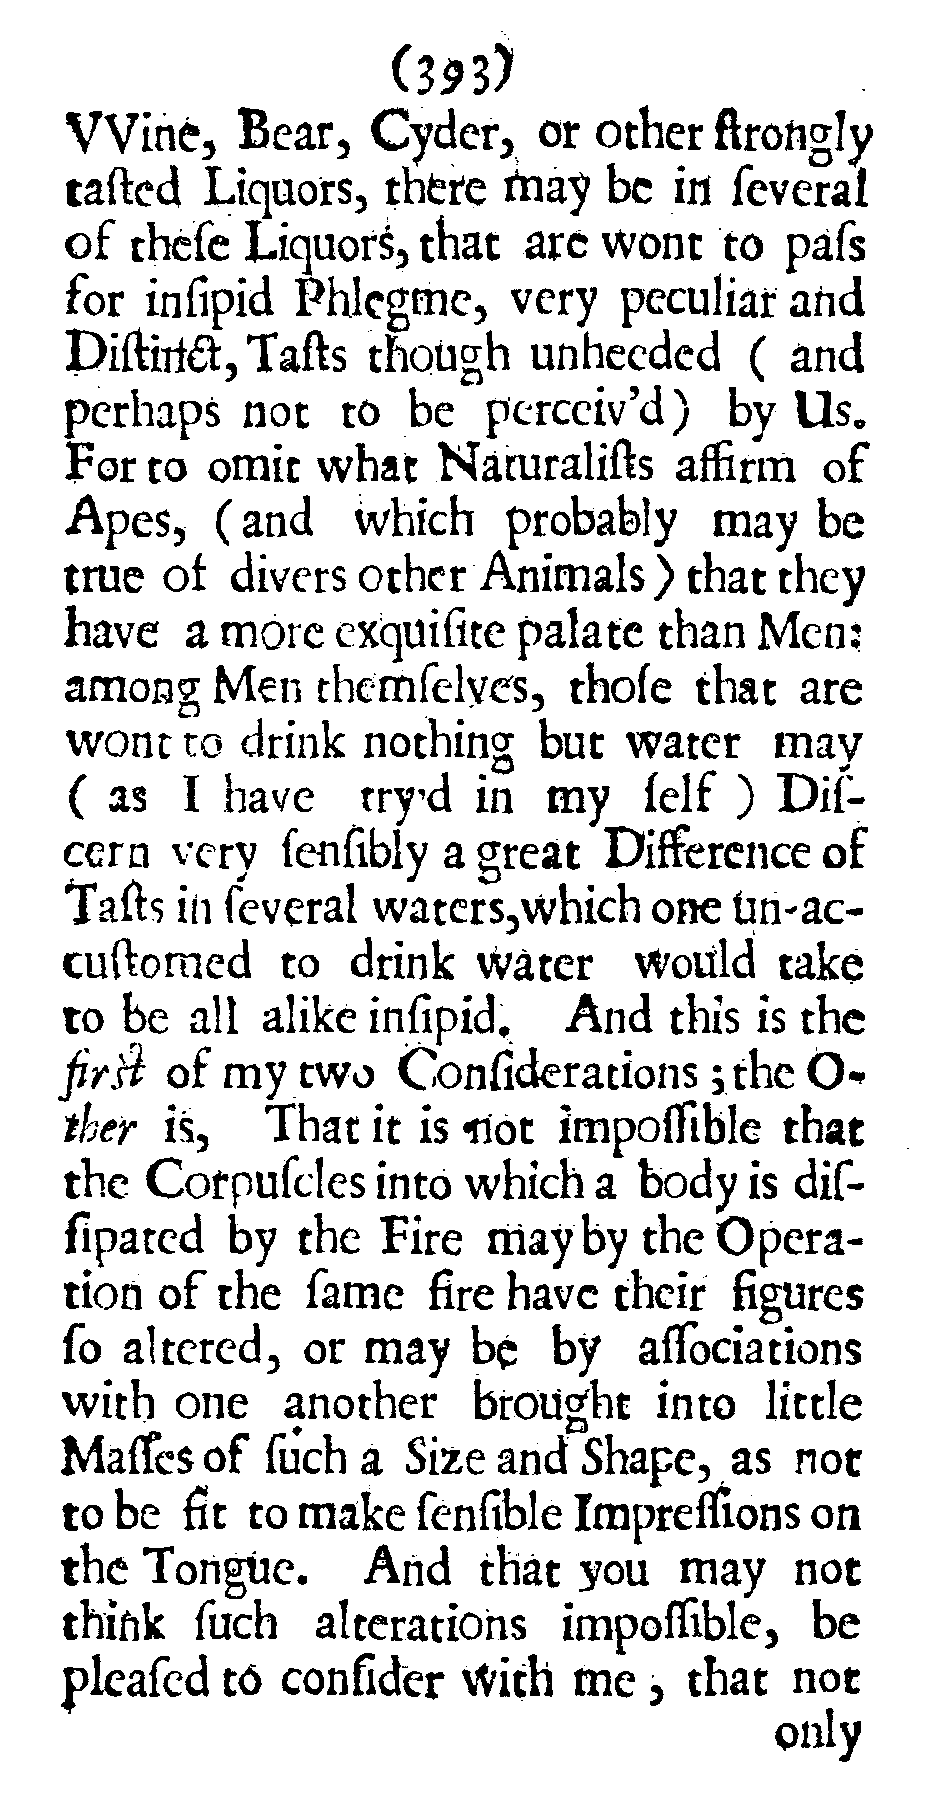 (393)
VVine, Bear, Cyder, or other ſtrongly
taſted Liquors, there may be in ſeveral
of theſe Liquors, that are wont to paſs
for inſipid Phlegme, very peculiar and
Diſtinct, Taſts though unheeded ( and
perhaps not to be perceiv'd) by Us.
For to omit what Naturaliſts affirm of
Apes, (and which probably may be
true of divers other Animals) that they
have a more exquiſite palate than Men:
among Men themſelves, thoſe that are
wont to drink nothing but water may
( as I have try'd in my ſelf ) Diſ-
cern very ſenſibly a great Difference of
Taſts in ſeveral waters,which one un-ac-
cuſtomed to drink water would take
to be all alike inſipid. And this is the
firſt of my two Conſiderations ; the O-
ther is, That it is not impoſſible that
the Corpuſcles into which a body is diſ-
ſipated by the Fire may by the Opera-
tion of the ſame fire have their figures
ſo altered, or may be by aſſociations
with one another brought into little
Maſſes of ſuch a Size and Shape, as not
to be fit to make ſenſible Impreſſions on
the Tongue. And that you may not
think ſuch alterations impoſſible, be
pleaſed to conſider with me, that not
only